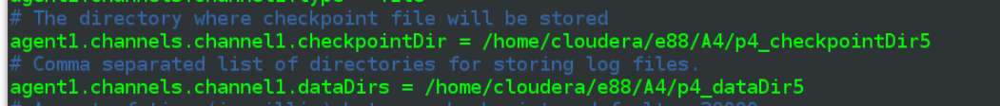 agent1.channels.channel1.type = file
# The directory where checkpoint file will be stored
agent1.channels.channel1.checkpointDir = /home/cloudera/e88/A4/p4_checkpointDir5
# Comma separated list of directories for storing log files.
agent1.channels.channel1.dataDirs = /home/cloudera/e88/A4/p4_dataDir5